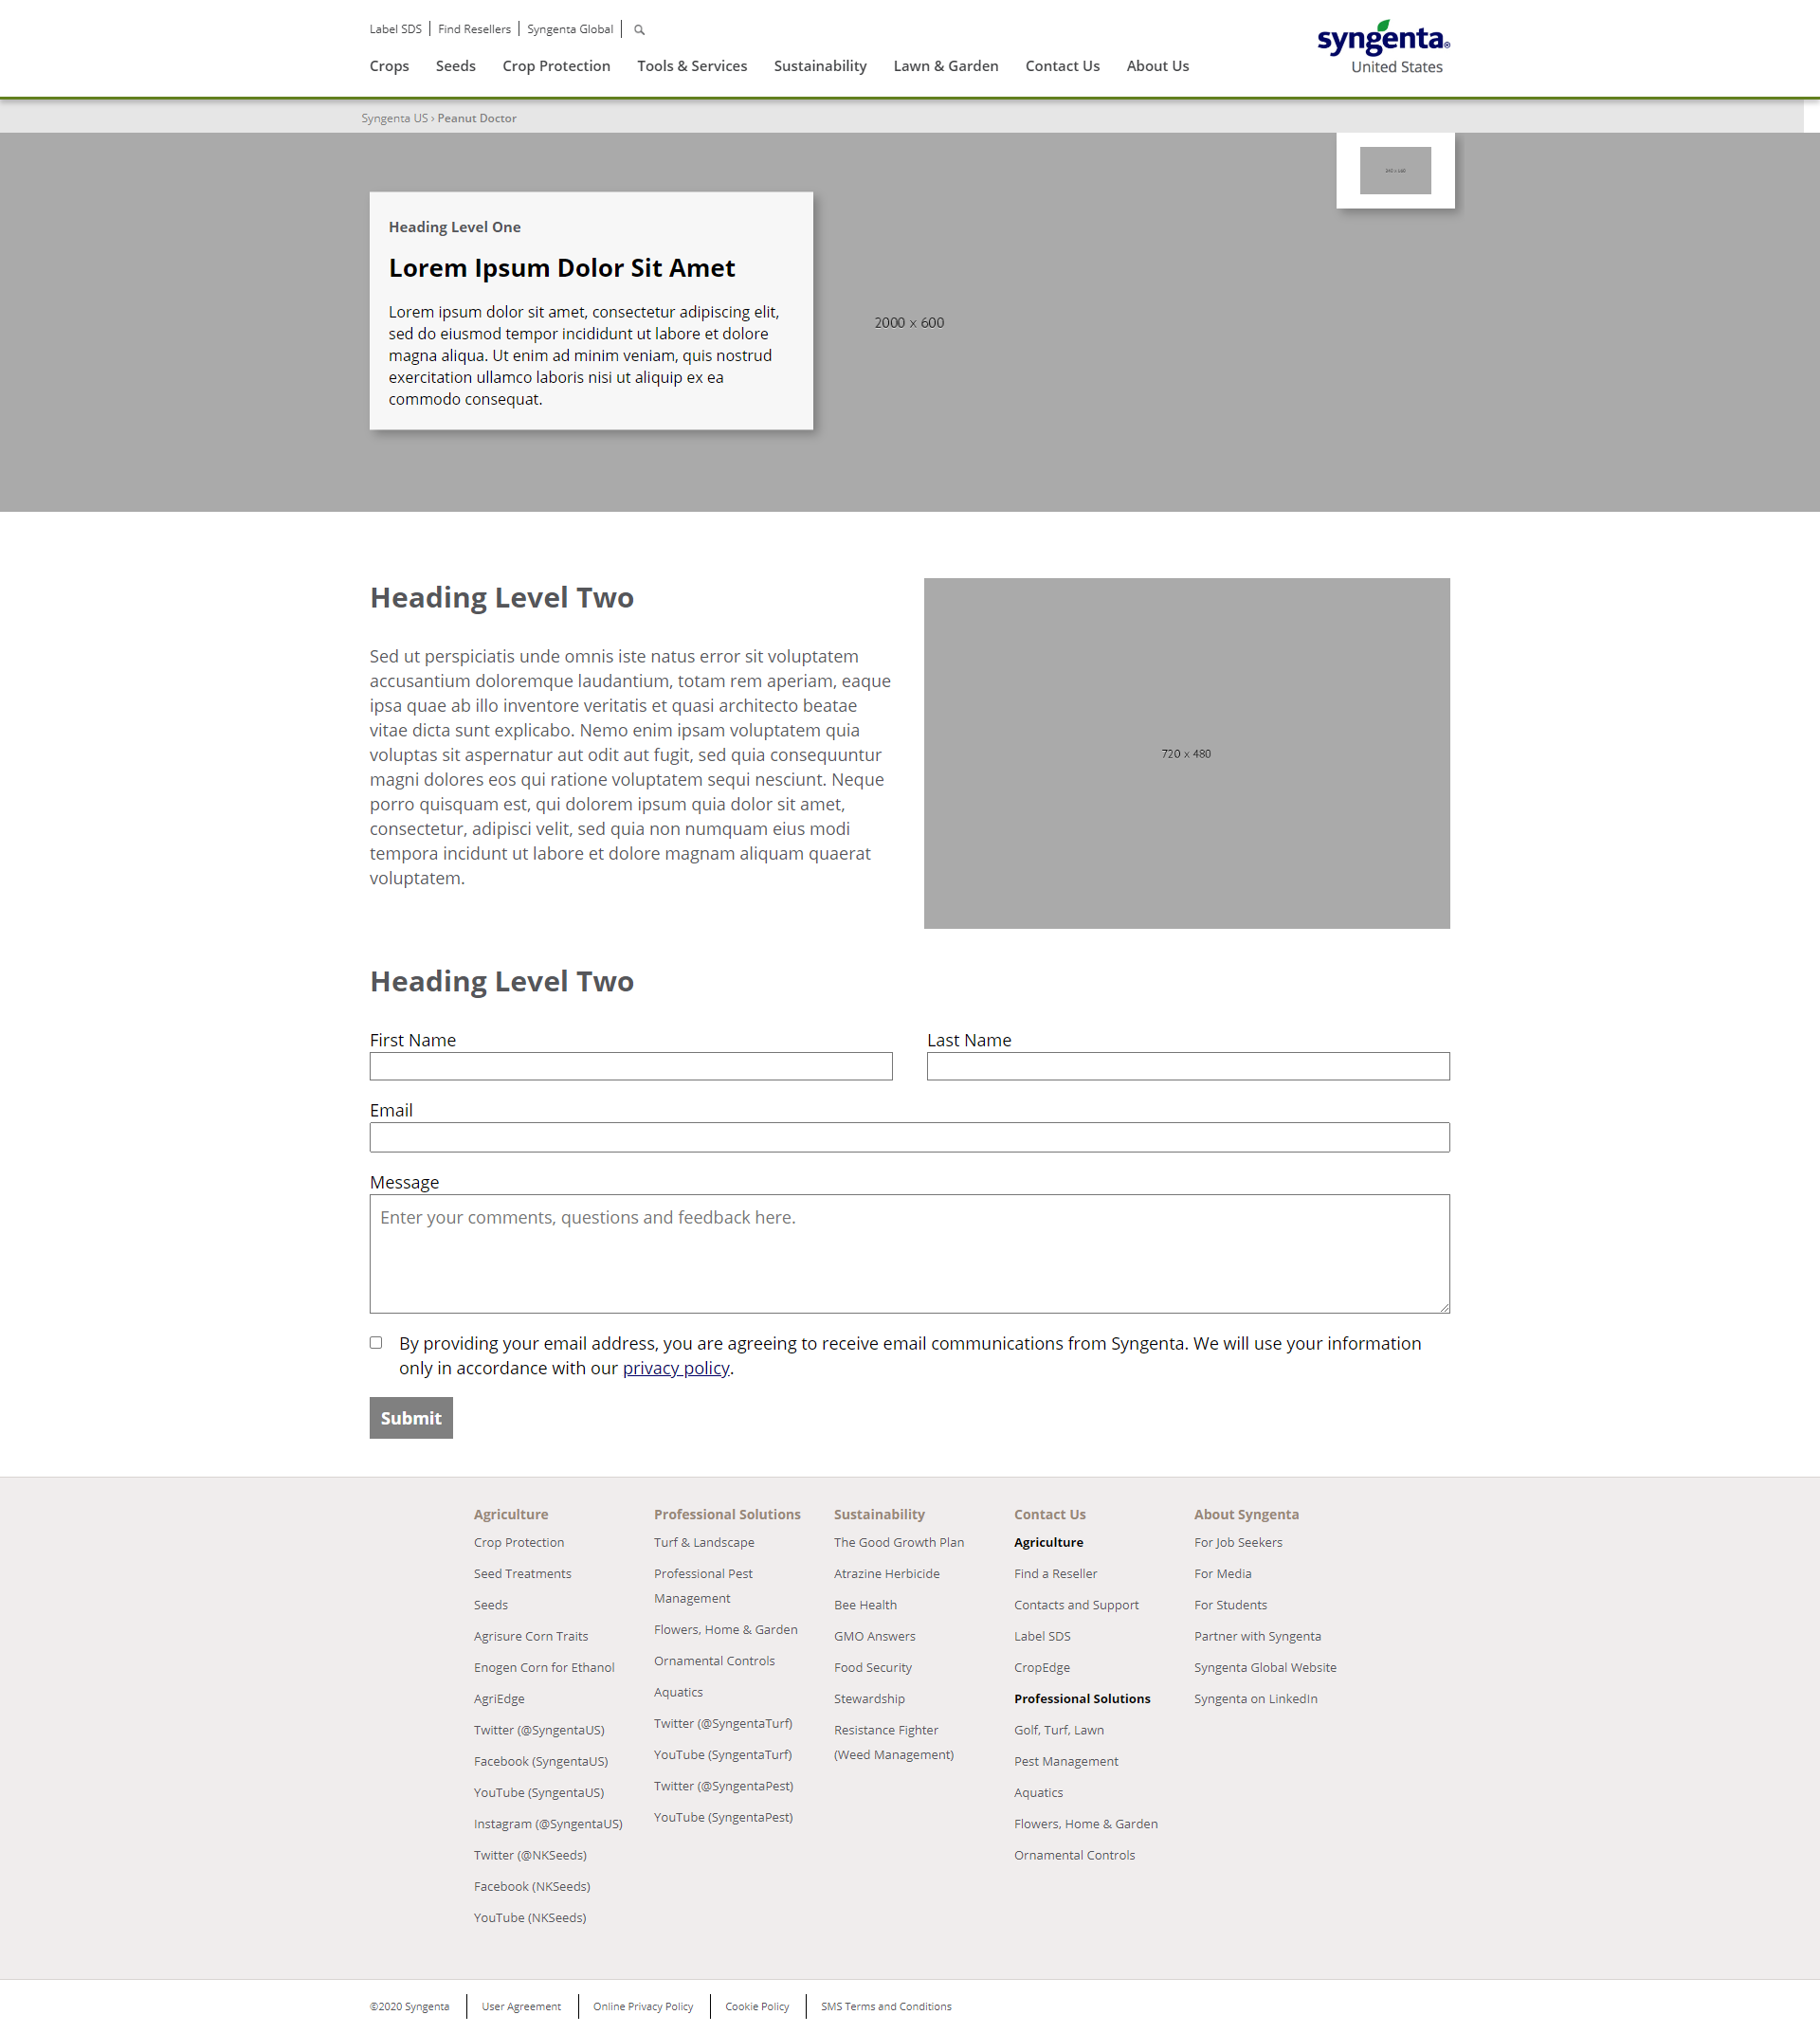 Label SDS
Find Resellers
Syngenta Global
syngenta®
United States
Crops
Seeds
Crop Protection
Tools & Services
Sustainability
Lawn & Garden
Contact Us
About Us
Syngenta US › Peanut Doctor
Heading Level One
Lorem Ipsum Dolor Sit Amet
Lorem ipsum dolor sit amet, consectetur adipiscing elit,
sed do eiusmod tempor incididunt ut labore et dolore
magna aliqua. Ut enim ad minim veniam, quis nostrud
exercitation ullamco laboris nisi ut aliquip ex ea
commodo consequat.
2000 x 600
Heading Level Two
Sed ut perspiciatis unde omnis iste natus error sit voluptatem
accusantium doloremque laudantium, totam rem aperiam, eaque
ipsa quae ab illo inventore veritatis et quasi architecto beatae
vitae dicta sunt explicabo. Nemo enim ipsam voluptatem quia
voluptas sit aspernatur aut odit aut fugit, sed quia consequuntur
magni dolores eos qui ratione voluptatem sequi nesciunt. Neque
porro quisquam est, qui dolorem ipsum quia dolor sit amet,
consectetur, adipisci velit, sed quia non numquam eius modi
tempora incidunt ut labore et dolore magnam aliquam quaerat
voluptatem.
720 x 480
Heading Level Two
First Name
Last Name
Email
Message
Enter your comments, questions and feedback here.
By providing your email address, you are agreeing to receive email communications from Syngenta. We will use your information
only in accordance with our privacy policy.
Submit
Agriculture
Crop Protection
Seed Treatments
Seeds
Agrisure Corn Traits
Enogen Corn for Ethanol
AgriEdge
Twitter (@SyngentaUS)
Facebook (SyngentaUS)
YouTube (SyngentaUS)
Instagram (@SyngentaUS)
Twitter (@NKSeeds)
Facebook (NKSeeds)
YouTube (NKSeeds)
Professional Solutions
Turf & Landscape
Professional Pest
Management
Flowers, Home & Garden
Ornamental Controls
Aquatics
Twitter (@SyngentaTurf)
YouTube (SyngentaTurf)
Twitter (@SyngentaPest)
YouTube (SyngentaPest)
Sustainability
The Good Growth Plan
Atrazine Herbicide
Bee Health
GMO Answers
Food Security
Stewardship
Resistance Fighter
(Weed Management)
Contact Us
Agriculture
Find a Reseller
Contacts and Support
Label SDS
CropEdge
Professional Solutions
Golf, Turf, Lawn
Pest Management
Aquatics
Flowers, Home & Garden
Ornamental Controls
About Syngenta
For Job Seekers
For Media
For Students
Partner with Syngenta
Syngenta Global Website
Syngenta on LinkedIn
©2020 Syngenta
User Agreement
Online Privacy Policy
Cookie Policy
SMS Terms and Conditions